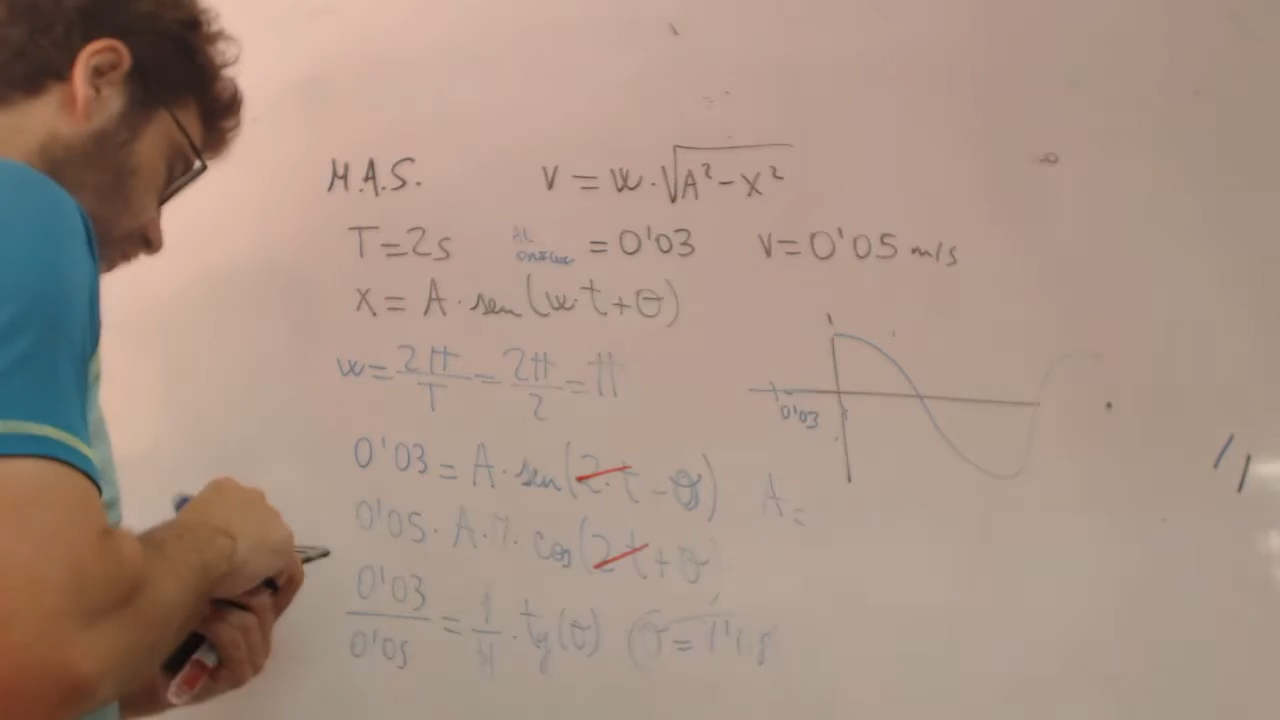 M.A.S. v = w·√A²-x²
T=2s = 0'03 v=0'05 m/s
x = A·sen(w·t+θ)
w = 2π/T = 2π/2 = π
0'03
0'03 = A·sen(2·t-θ) A=
0'05· A·π· cos(2t+θ)
0'03/0'05 = 1/π · tg(θ)